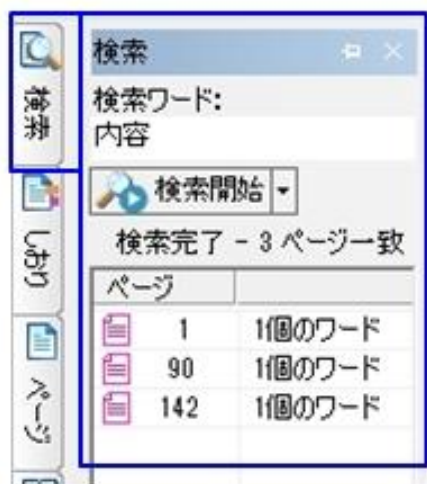 検索
検索
検索ワード:
内容
検索開始
検索完了 - 3 ページ一致
しおり
ページ
ページ
1 1個のワード
90 1個のワード
142 1個のワード